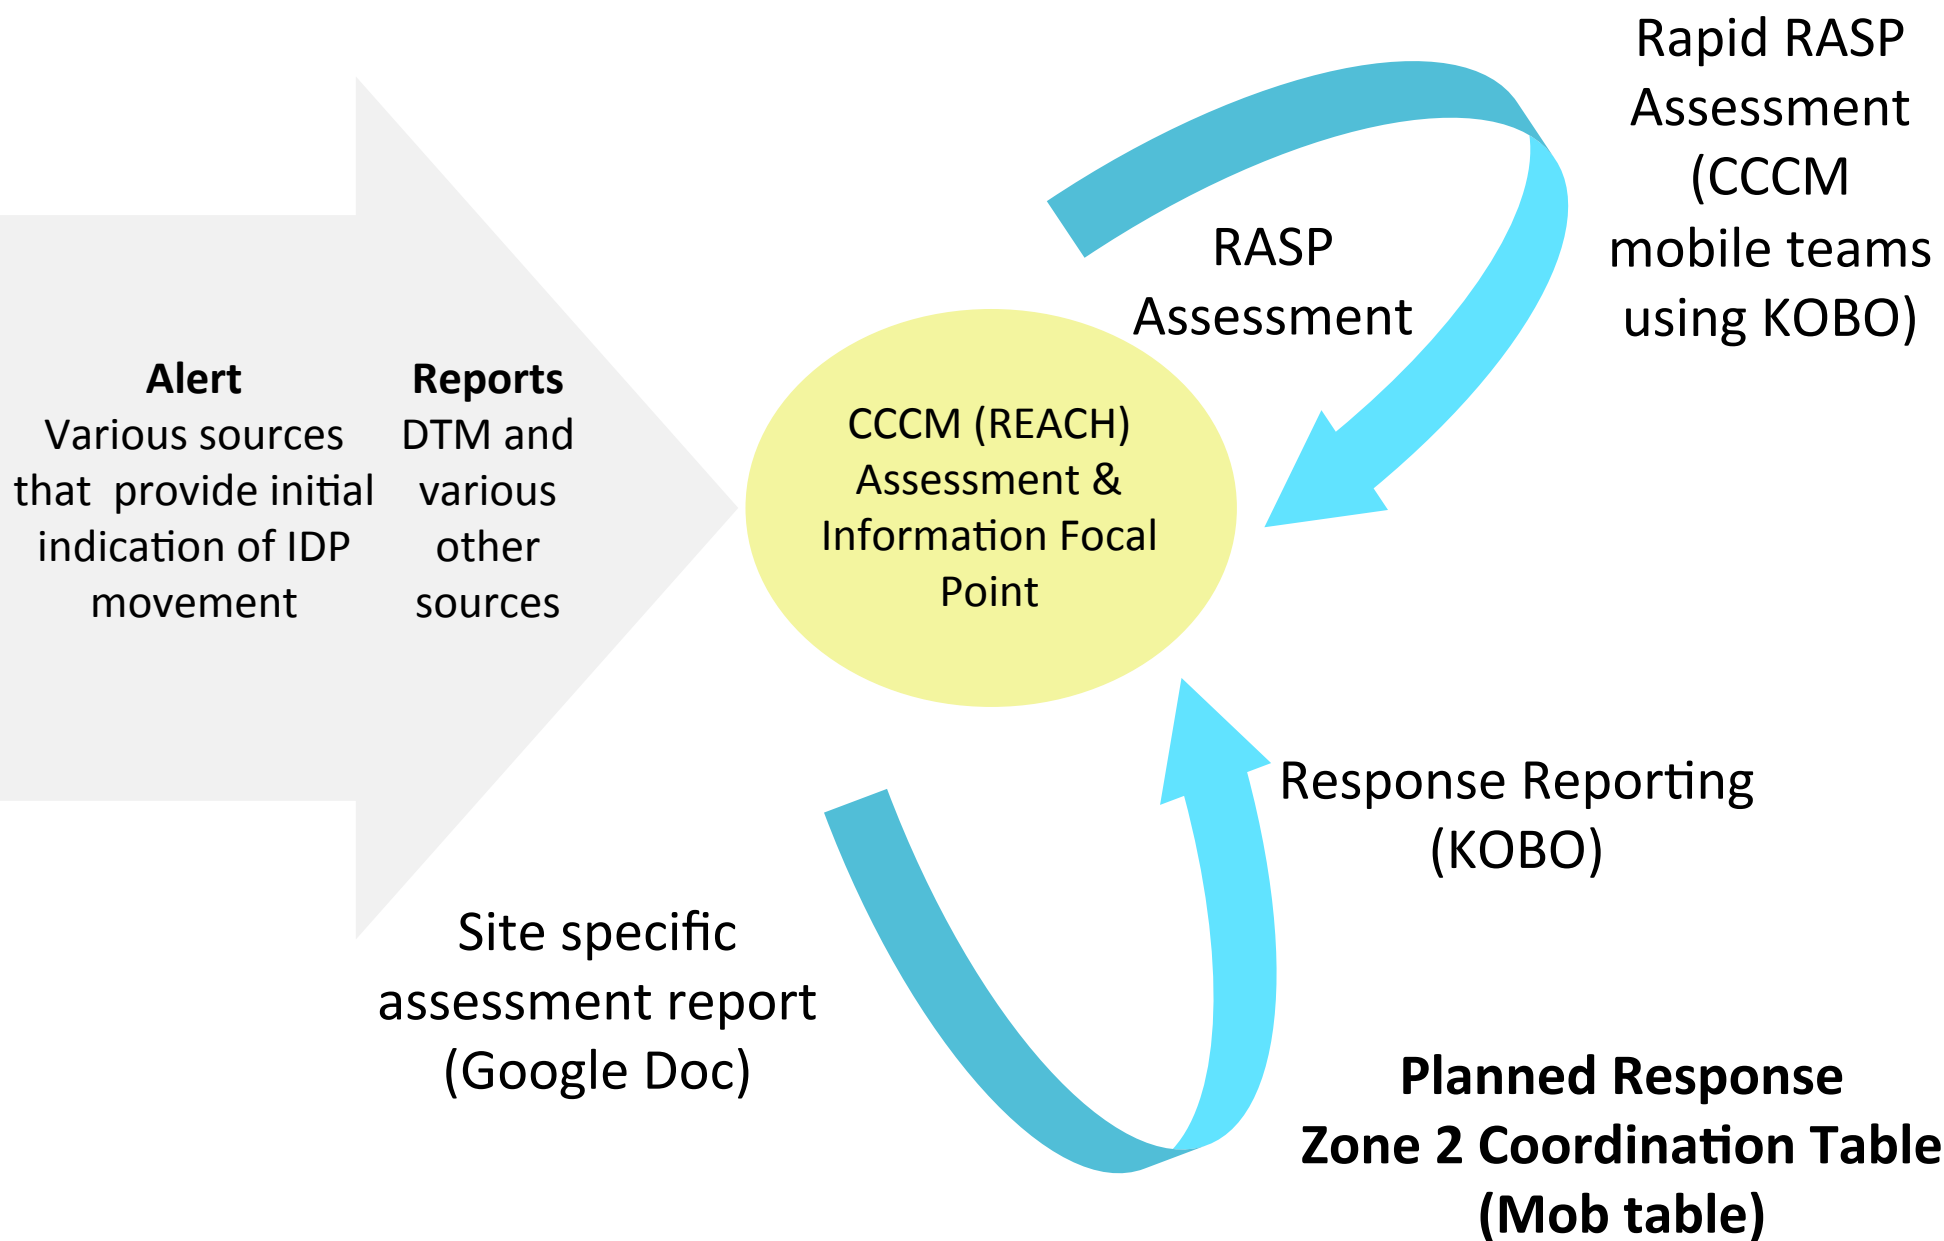 Alert
Various sources
that  provide initial
indication of IDP
movement
Reports
DTM and
various
other
sources
CCCM (REACH)
Assessment &
Information Focal
Point
RASP
Assessment
Rapid RASP
Assessment
(CCCM
mobile teams
using KOBO)
Response Reporting
(KOBO)
Site specific
assessment report
(Google Doc)
Planned Response
Zone 2 Coordination Table
(Mob table)